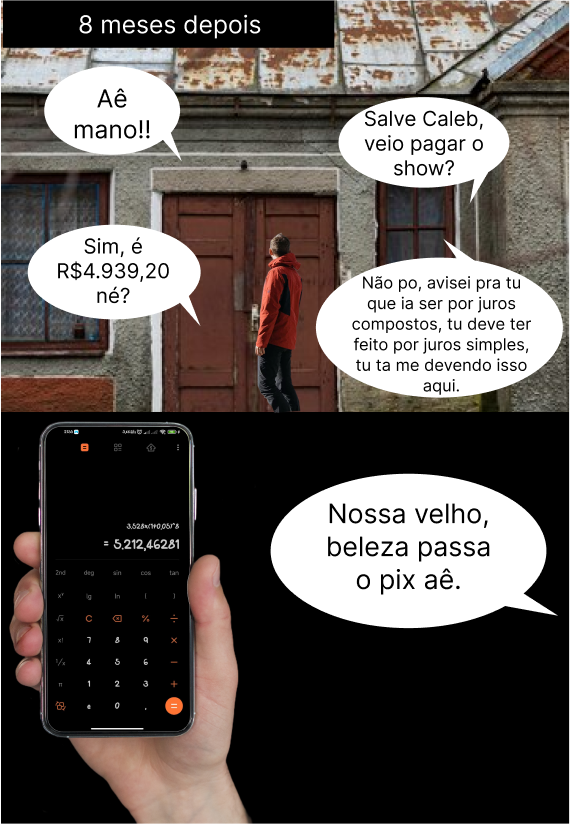 8 meses depois
Aê
mano!!
Salve Caleb,
veio pagar o
show?
Sim, é
R$4.939,20
né?
Não po, avisei pra tu
que ia ser por juros
compostos, tu deve ter
feito por juros simples,
tu ta me devendo isso
aqui.
3.528×(1+0,05)^8
= 5.212,46281
2nd deg sin cos tan
xʸ lg ln ( )
√x C % ÷
x! 7 8 9 ×
1/x 4 5 6 −
π 1 2 3 +
e 0 . =
Nossa velho,
beleza passa
o pix aê.